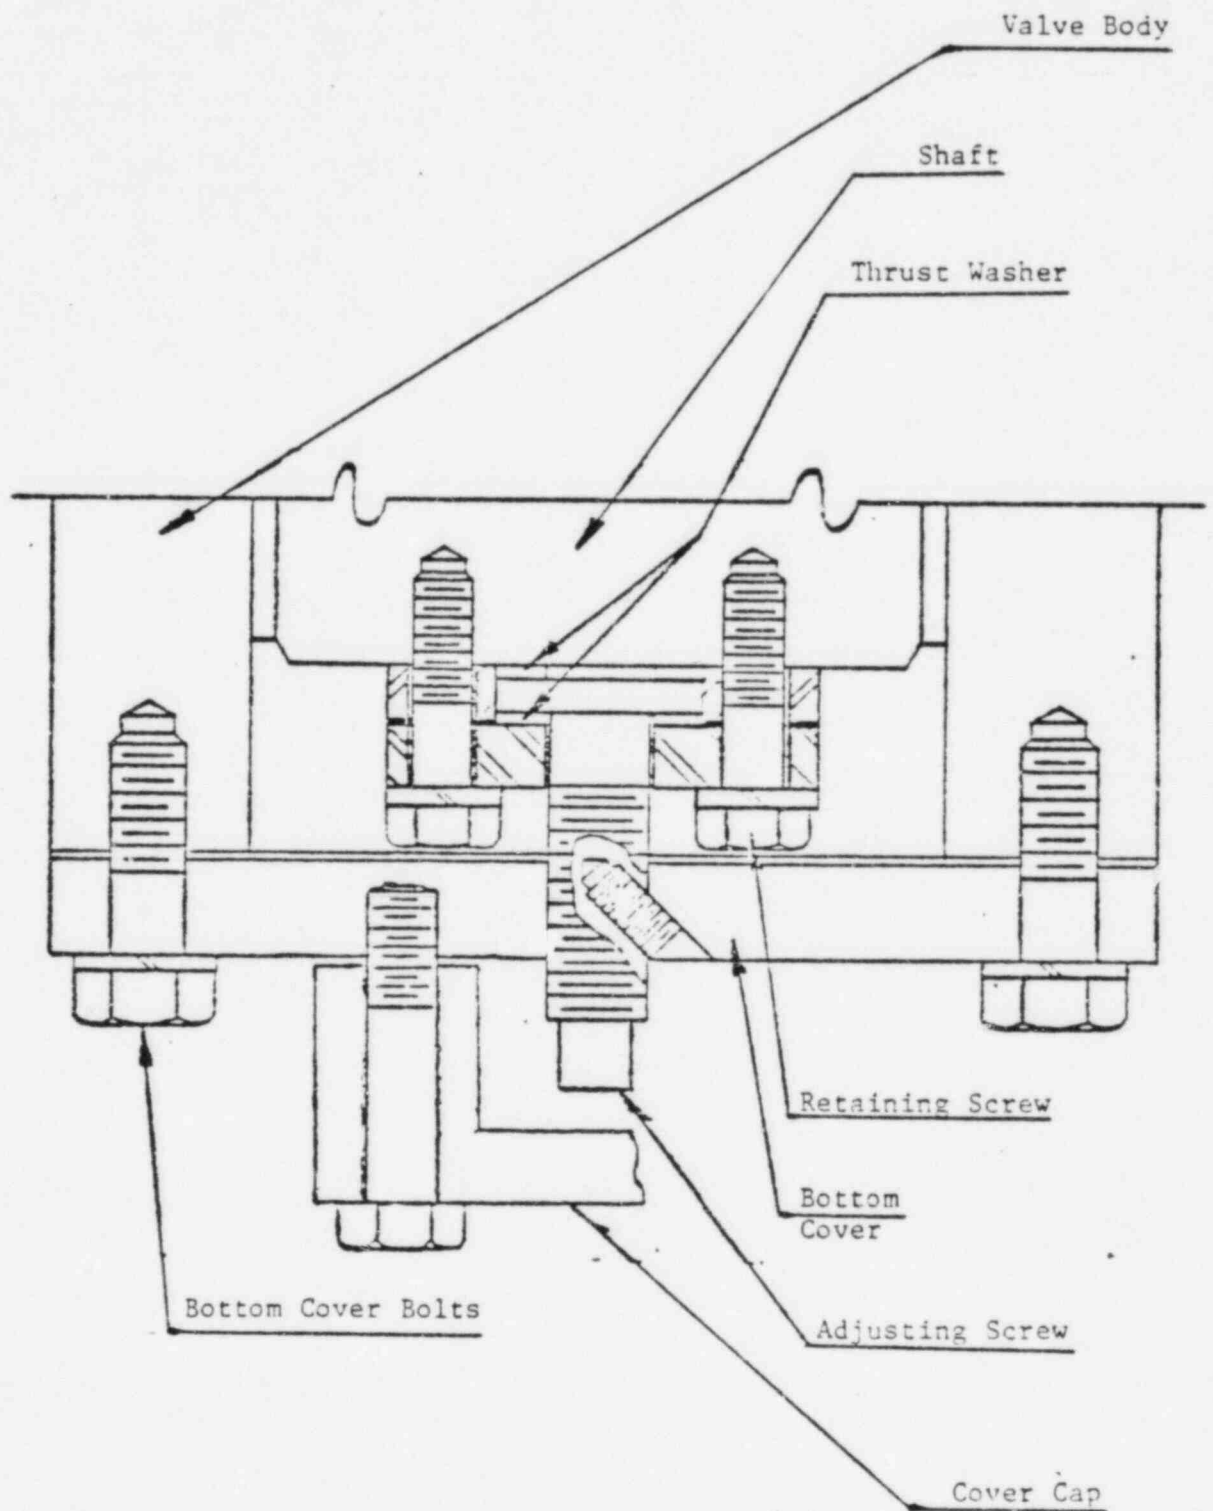 Valve Body
Shaft
Thrust Washer
Retaining Screw
Bottom
Cover
Bottom Cover Bolts
Adjusting Screw
Cover Cap